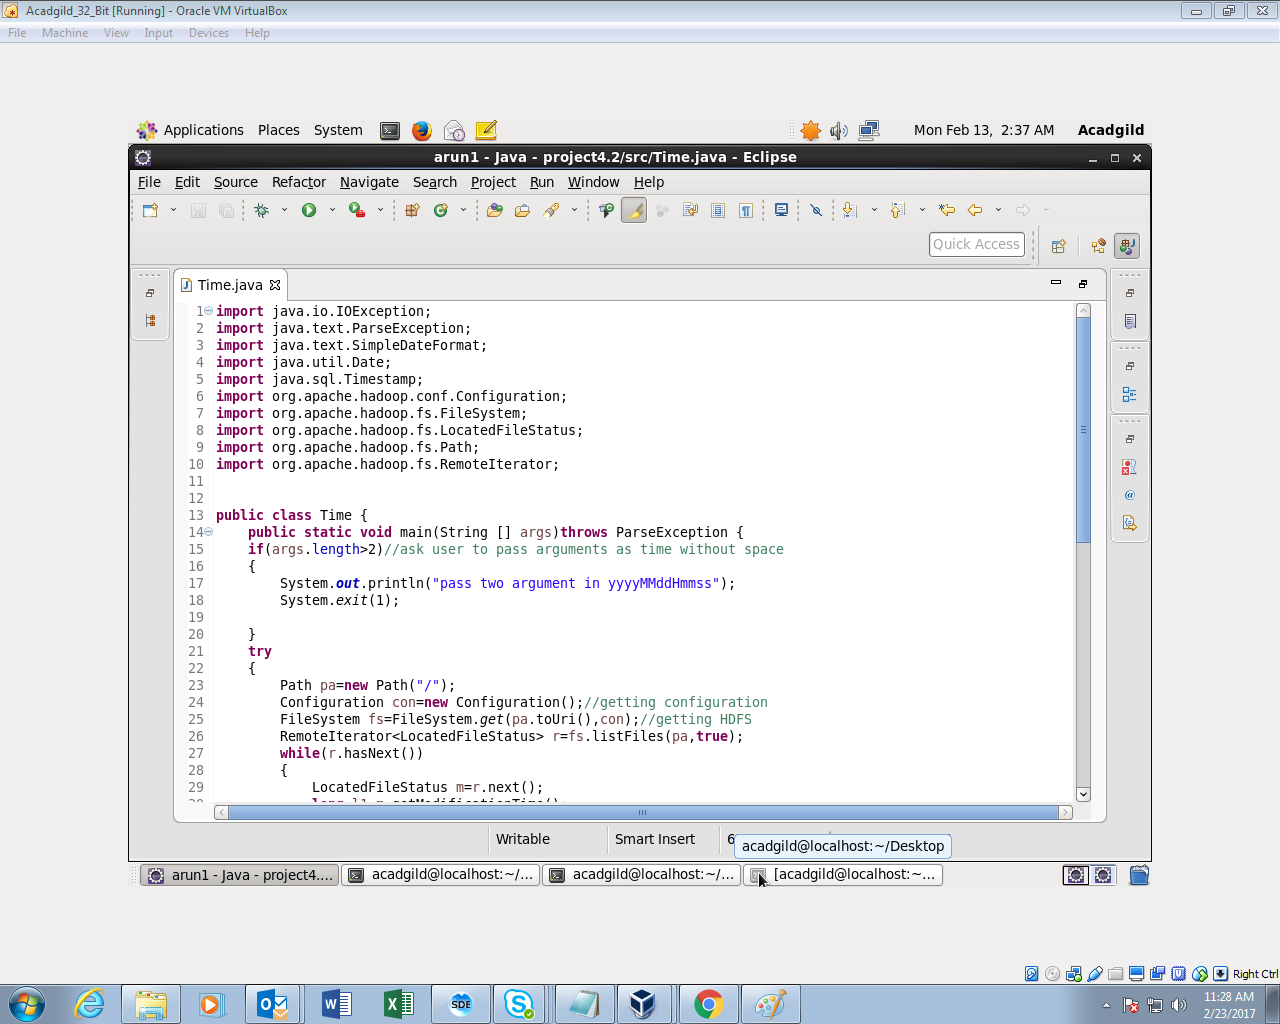 Acadgild_32_Bit [Running] - Oracle VM VirtualBox
File Machine View Input Devices Help
Applications Places System Mon Feb 13, 2:37 AM Acadgild
arun1 - Java - project4.2/src/Time.java - Eclipse
File Edit Source Refactor Navigate Search Project Run Window Help
Quick Access
Time.java
1 import java.io.IOException;
2 import java.text.ParseException;
3 import java.text.SimpleDateFormat;
4 import java.util.Date;
5 import java.sql.Timestamp;
6 import org.apache.hadoop.conf.Configuration;
7 import org.apache.hadoop.fs.FileSystem;
8 import org.apache.hadoop.fs.LocatedFileStatus;
9 import org.apache.hadoop.fs.Path;
10 import org.apache.hadoop.fs.RemoteIterator;
11
12
13 public class Time {
14 public static void main(String [] args)throws ParseException {
15 if(args.length>2)//ask user to pass arguments as time without space
16 {
17 System.out.println("pass two argument in yyyyMMddHmmss");
18 System.exit(1);
19
20 }
21 try
22 {
23 Path pa=new Path("/");
24 Configuration con=new Configuration();//getting configuration
25 FileSystem fs=FileSystem.get(pa.toUri(),con);//getting HDFS
26 RemoteIterator<LocatedFileStatus> r=fs.listFiles(pa,true);
27 while(r.hasNext())
28 {
29 LocatedFileStatus m=r.next();
Writable Smart Insert 6
acadgild@localhost:~/Desktop
arun1 - Java - project4.... acadgild@localhost:~/... acadgild@localhost:~/... [acadgild@localhost:~...
Right Ctrl
SDE
11:28 AM
2/23/2017